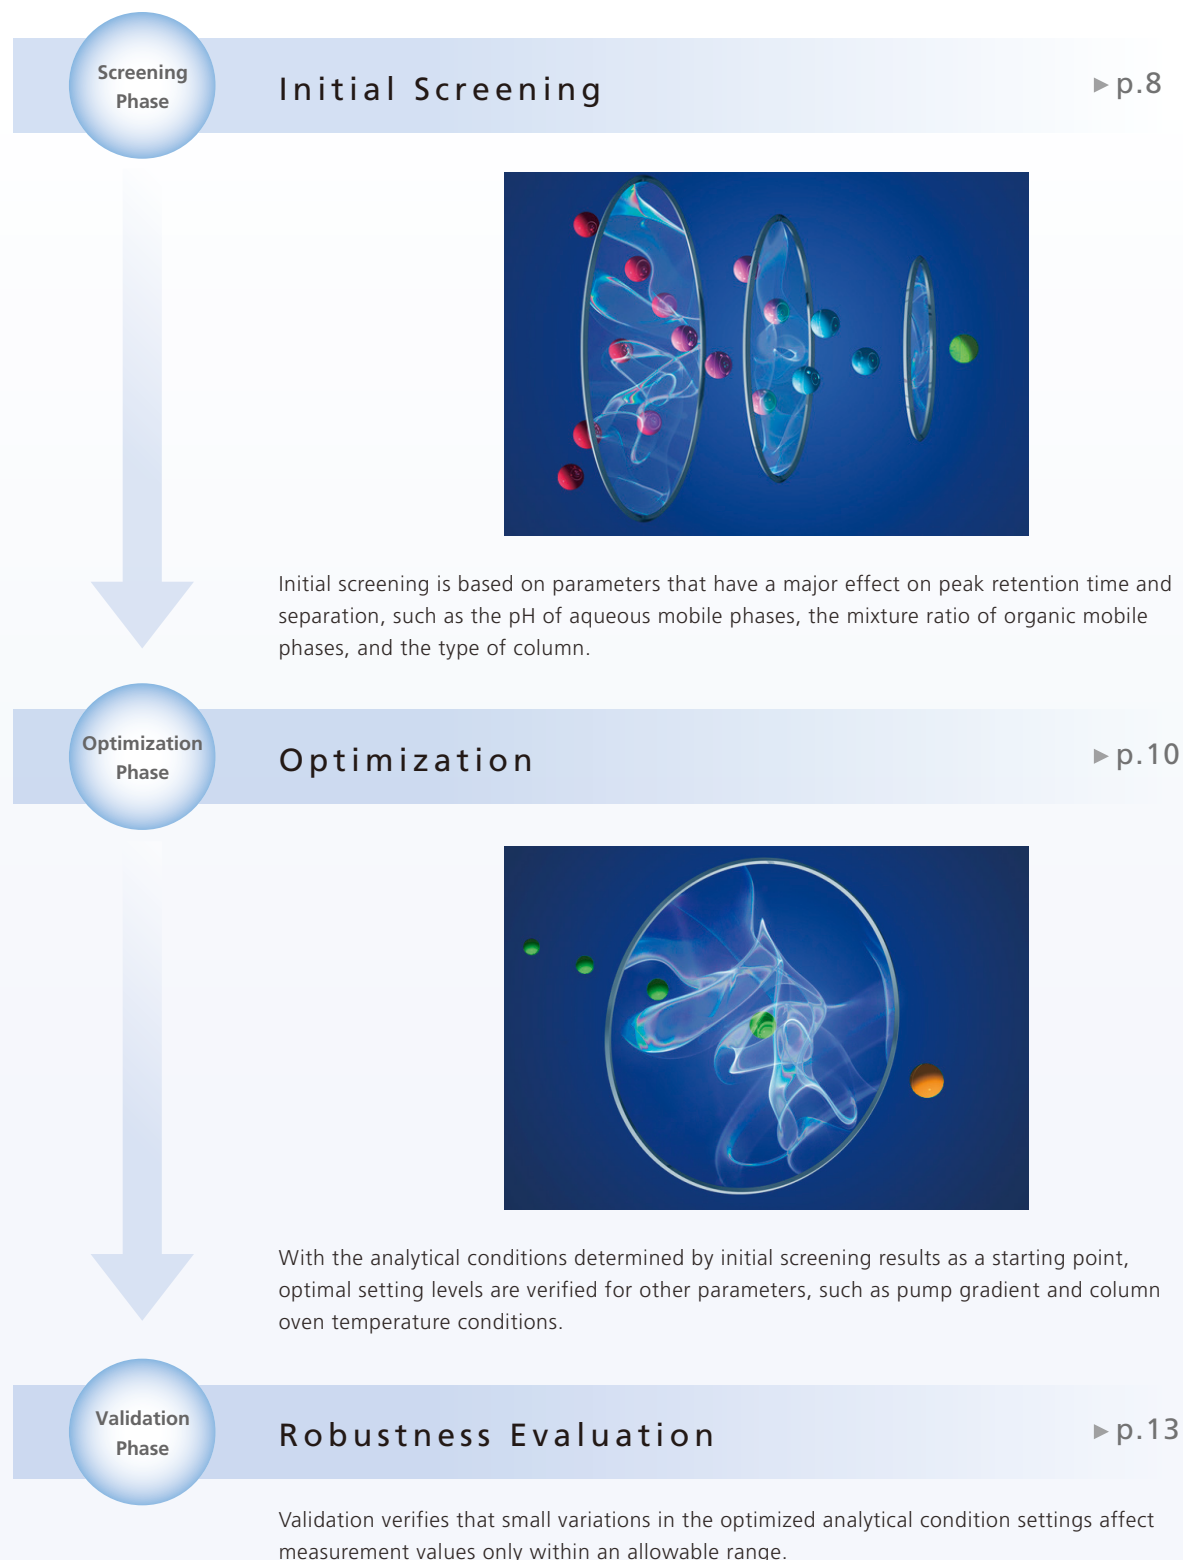 Screening
Phase
Initial Screening
▶ p.8
Initial screening is based on parameters that have a major effect on peak retention time and
separation, such as the pH of aqueous mobile phases, the mixture ratio of organic mobile
phases, and the type of column.
Optimization
Phase
Optimization
▶ p.10
With the analytical conditions determined by initial screening results as a starting point,
optimal setting levels are verified for other parameters, such as pump gradient and column
oven temperature conditions.
Validation
Phase
Robustness Evaluation
▶ p.13
Validation verifies that small variations in the optimized analytical condition settings affect
measurement values only within an allowable range.